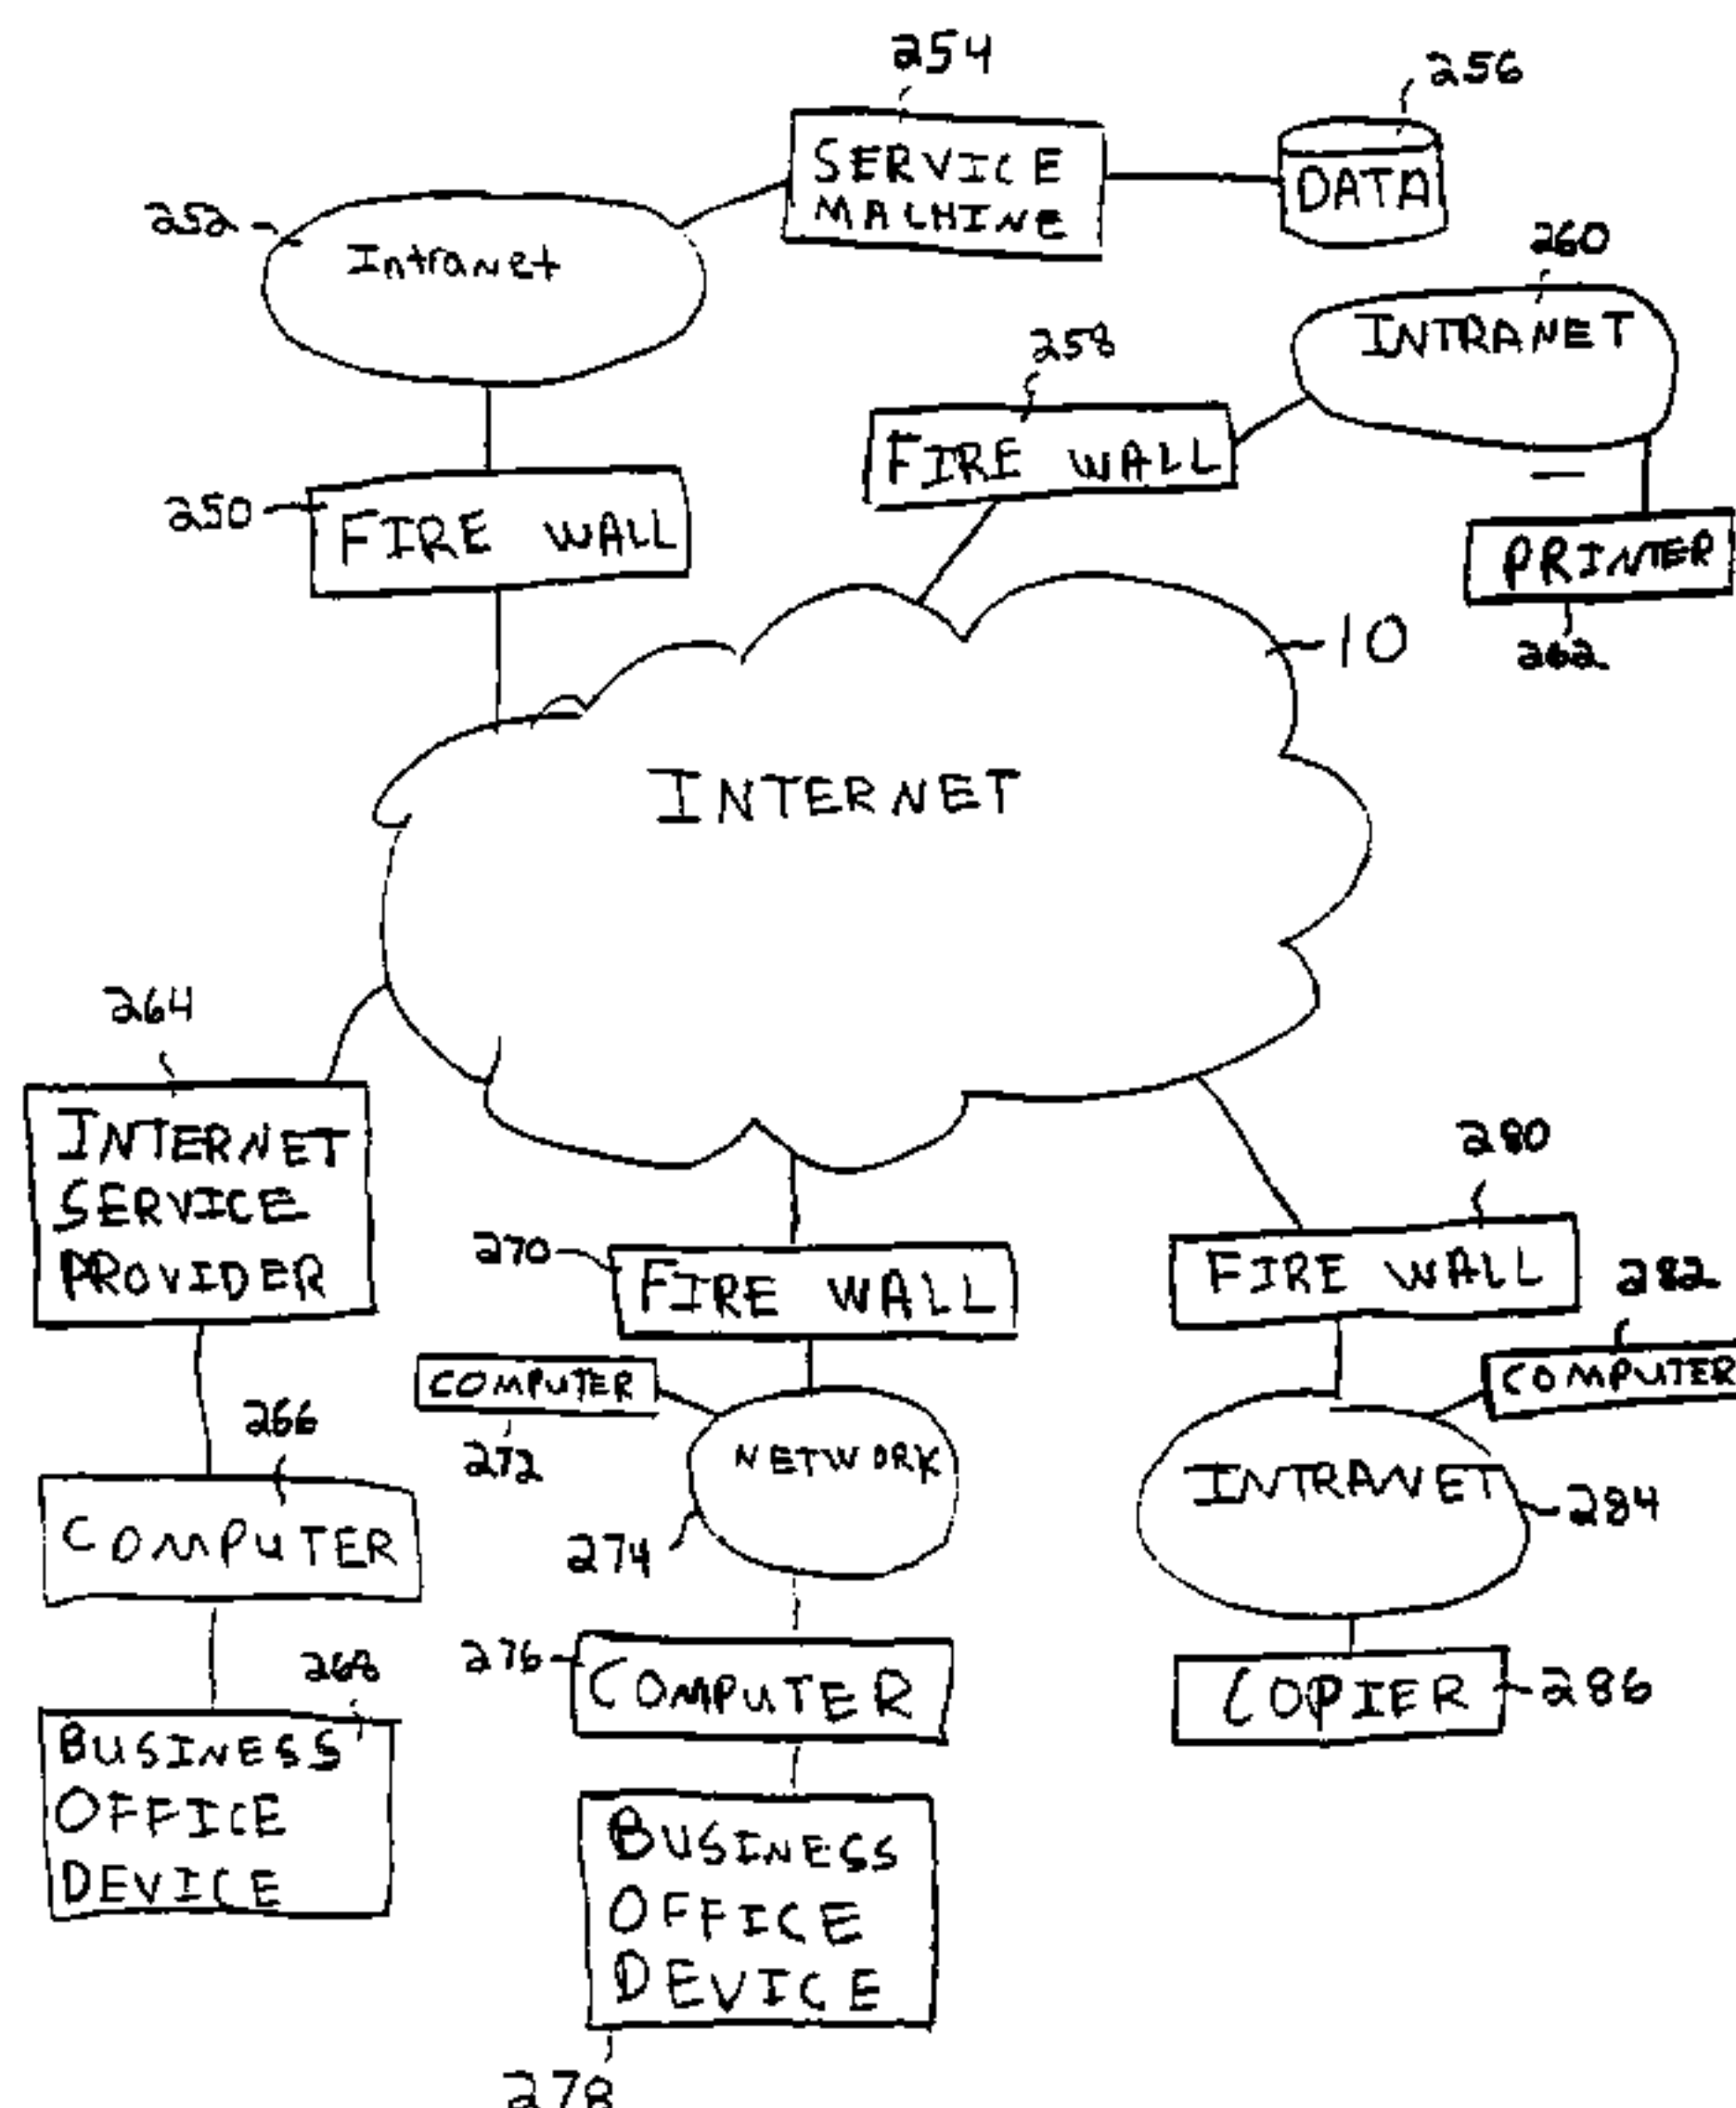 254
256
SERVICE
MACHINE
DATA
252
Intranet
260
INTRANET
258
FIRE WALL
250
FIRE WALL
PRINTER
262
10
INTERNET
264
INTERNET
SERVICE
PROVIDER
280
270
FIRE WALL
FIRE WALL
282
COMPUTER
COMPUTER
266
272
NETWORK
INTRANET
284
274
COMPUTER
268
276
COMPUTER
COPIER
286
BUSINESS
OFFICE
DEVICE
BUSINESS
OFFICE
DEVICE
278